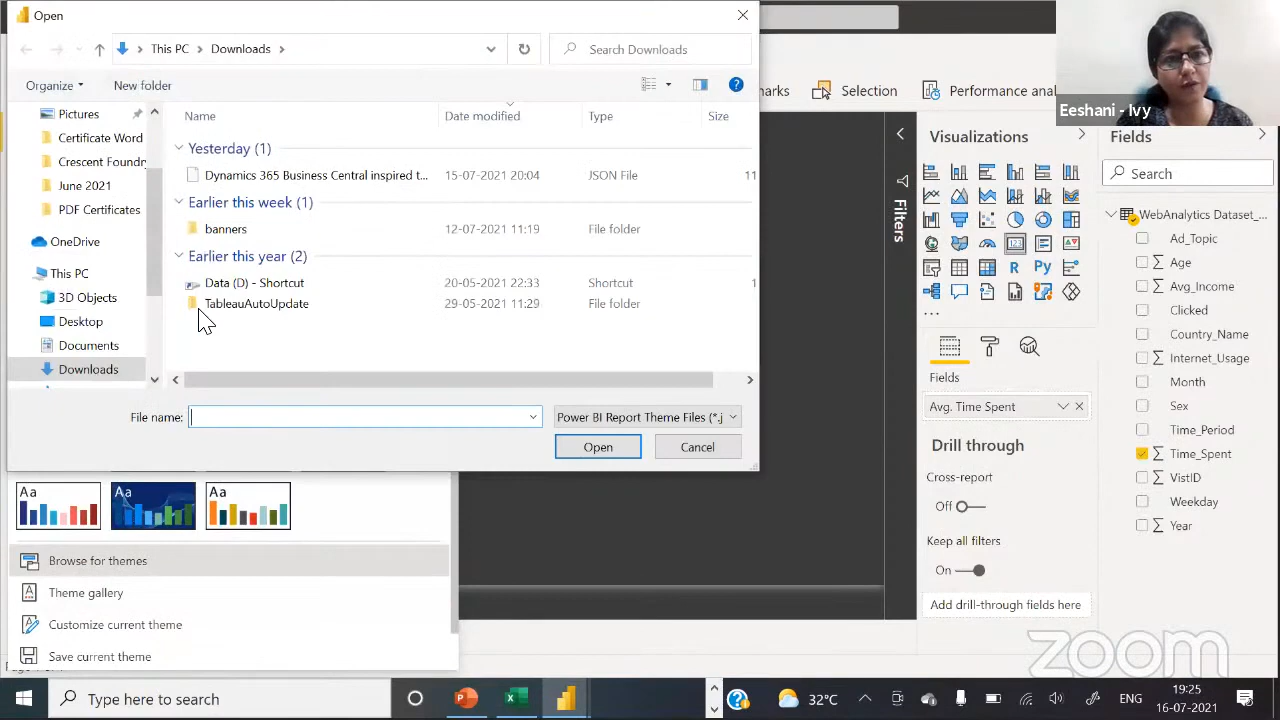 Open
This PC
Downloads
Search Downloads
Organize
New folder
Pictures
Certificate Word
Crescent Foundry
June 2021
PDF Certificates
OneDrive
This PC
3D Objects
Desktop
Documents
Downloads
Name
Date modified
Type
Size
Yesterday (1)
Dynamics 365 Business Central inspired t...
15-07-2021 20:04
JSON File
11
Earlier this week (1)
banners
12-07-2021 11:19
File folder
Earlier this year (2)
Data (D) - Shortcut
20-05-2021 22:33
Shortcut
1
TableauAutoUpdate
29-05-2021 11:29
File folder
File name:
Power BI Report Theme Files (*.j
Open
Cancel
Aa
Aa
Aa
Browse for themes
Theme gallery
Customize current theme
Save current theme
Selection
Performance anal
Eeshani - Ivy
Filters
Visualizations
R
Py
123
...
Fields
Avg. Time Spent
Drill through
Cross-report
Off
Keep all filters
On
Add drill-through fields here
Fields
Search
WebAnalytics Dataset_...
Ad_Topic
Age
Avg_Income
Clicked
Country_Name
Internet_Usage
Month
Sex
Time_Period
Time_Spent
VistID
Weekday
Year
zoom
Type here to search
32°C
ENG
19:25
16-07-2021